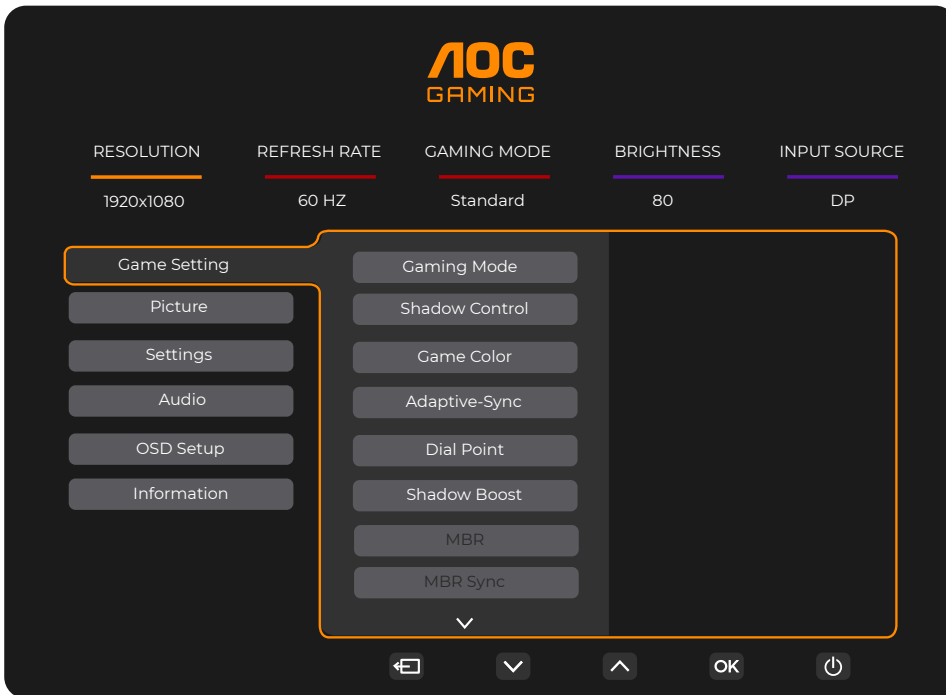 AOC
GAMING
RESOLUTION REFRESH RATE GAMING MODE BRIGHTNESS INPUT SOURCE
1920x1080 60 HZ Standard 80 DP
Game Setting
Picture
Settings
Audio
OSD Setup
Information
Gaming Mode
Shadow Control
Game Color
Adaptive-Sync
Dial Point
Shadow Boost
MBR
MBR Sync
OK